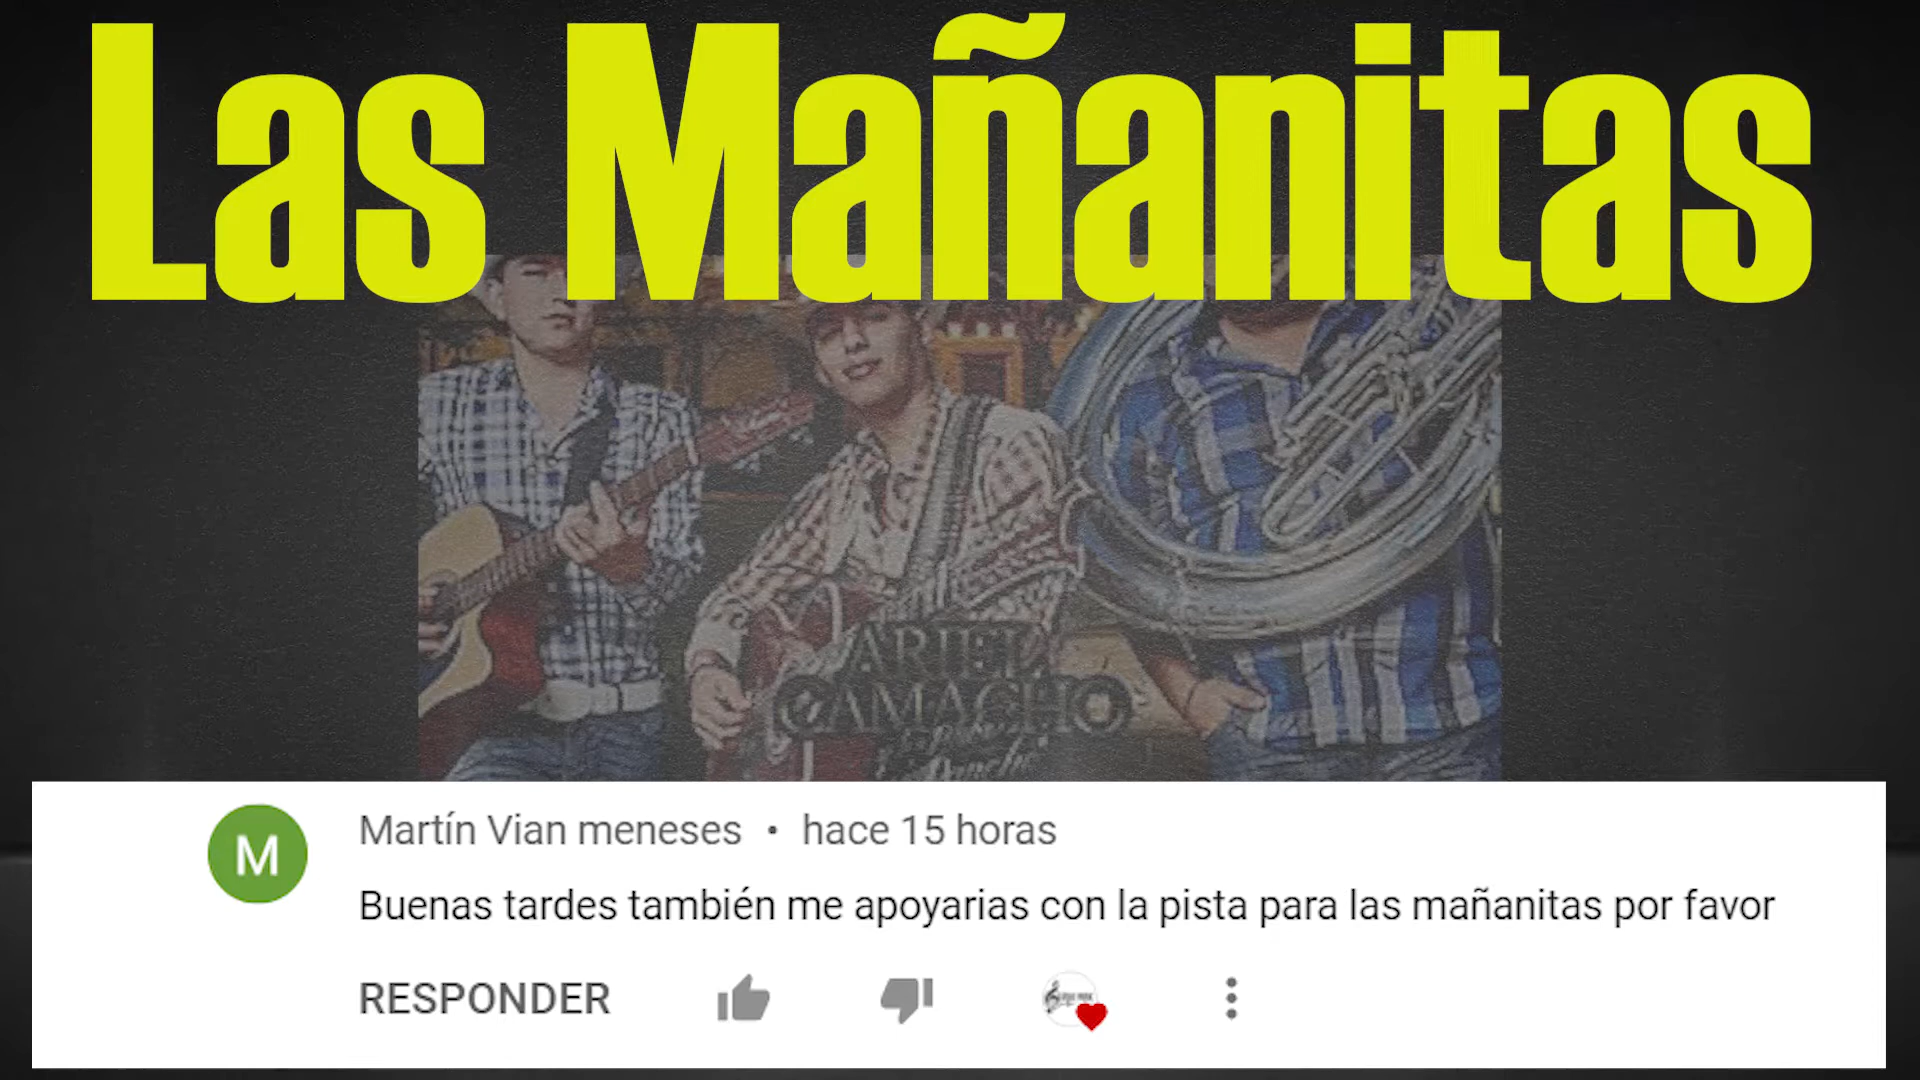 Las Mañanitas
ARIEL
CAMACHO
M
Martín Vian meneses • hace 15 horas
Buenas tardes también me apoyarias con la pista para las mañanitas por favor
RESPONDER